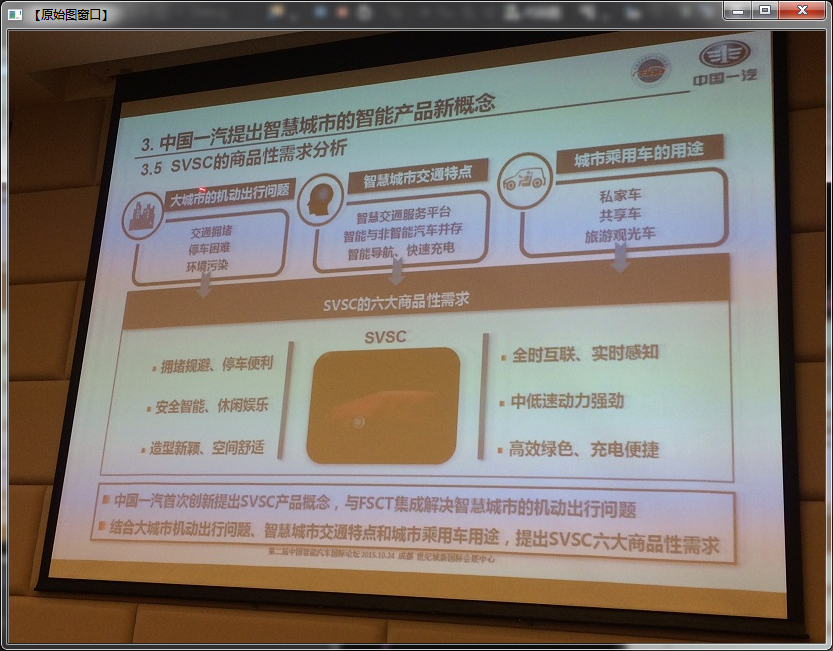 【原始图窗口】
中国一汽
3. 中国一汽提出智慧城市的智能产品新概念
3.5 SVSC的商品性需求分析
大城市的机动出行问题
交通拥堵
停车困难
环境污染
智慧城市交通特点
智慧交通服务平台
智能与非智能汽车并存
智能导航、快速充电
城市乘用车的用途
私家车
共享车
旅游观光车
SVSC的六大商品性需求
拥堵规避、停车便利
安全智能、休闲娱乐
造型新颖、空间舒适
SVSC
全时互联、实时感知
中低速动力强劲
高效绿色、充电便捷
中国一汽首次创新提出SVSC产品概念，与FSCT集成解决智慧城市的机动出行问题
结合大城市机动出行问题、智慧城市交通特点和城市乘用车用途，提出SVSC六大商品性需求
第二届中国智能汽车国际论坛 2015.10.24 成都 世纪城新国际会展中心